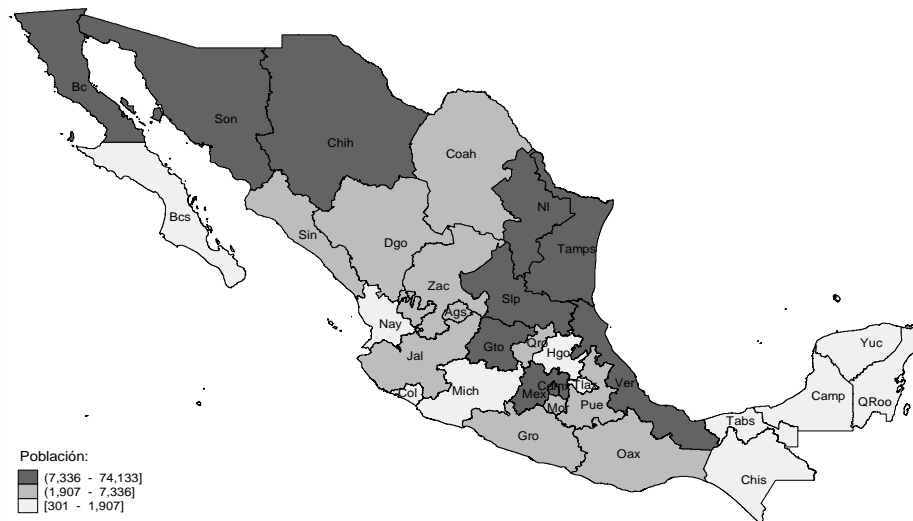 Bc
Son
Chih
Coah
Bcs
Sin
Dgo
Nl
Tamps
Zac
Slp
Nay
Ags
Jal
Gto
Qro
Hgo
Col
Mich
Mex
Cdmx
Tlax
Ver
Mor
Pue
Gro
Oax
Yuc
Camp
QRoo
Tabs
Chis
Población:
(7,336 - 74,133]
(1,907 - 7,336]
[301 - 1,907]